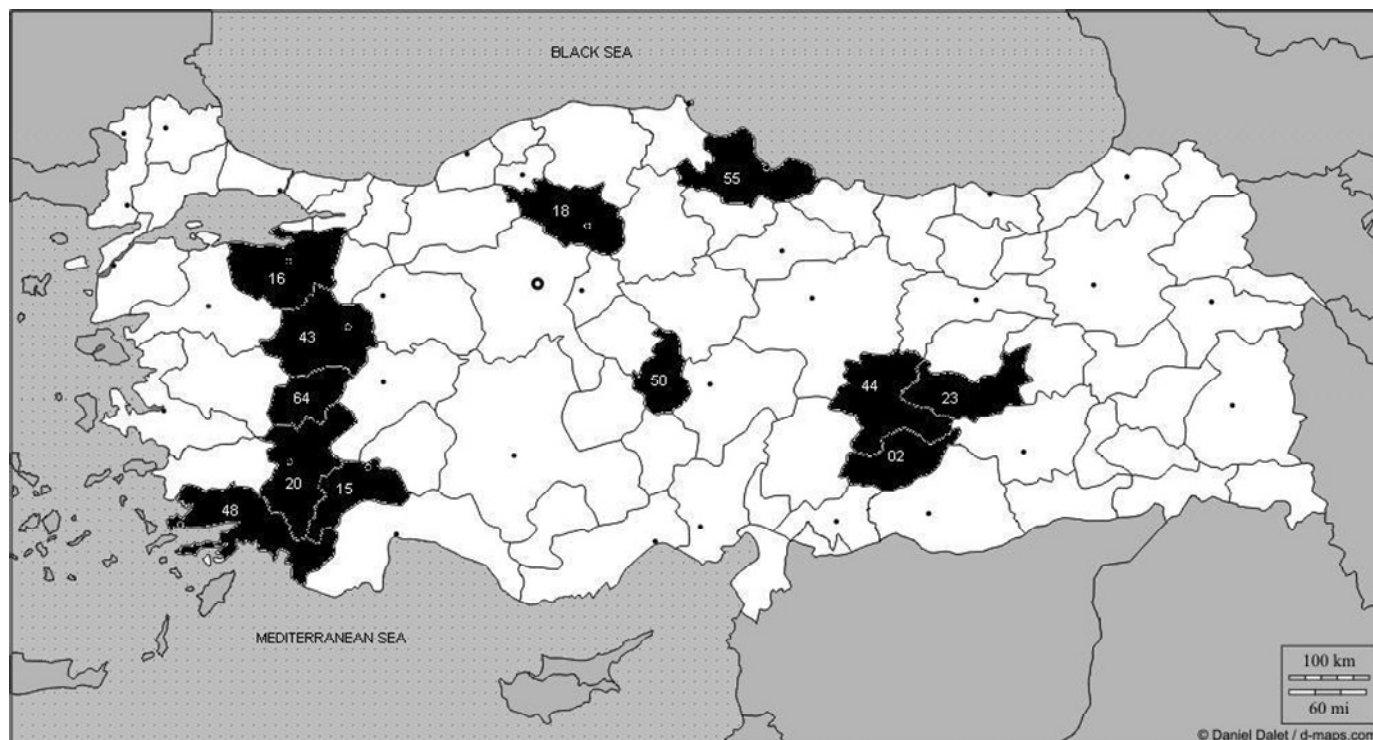 BLACK SEA
55
18
16
43
50
44
23
64
02
20
15
48
MEDITERRANEAN SEA
100 km
60 mi
© Daniel Dalet / d-maps.com